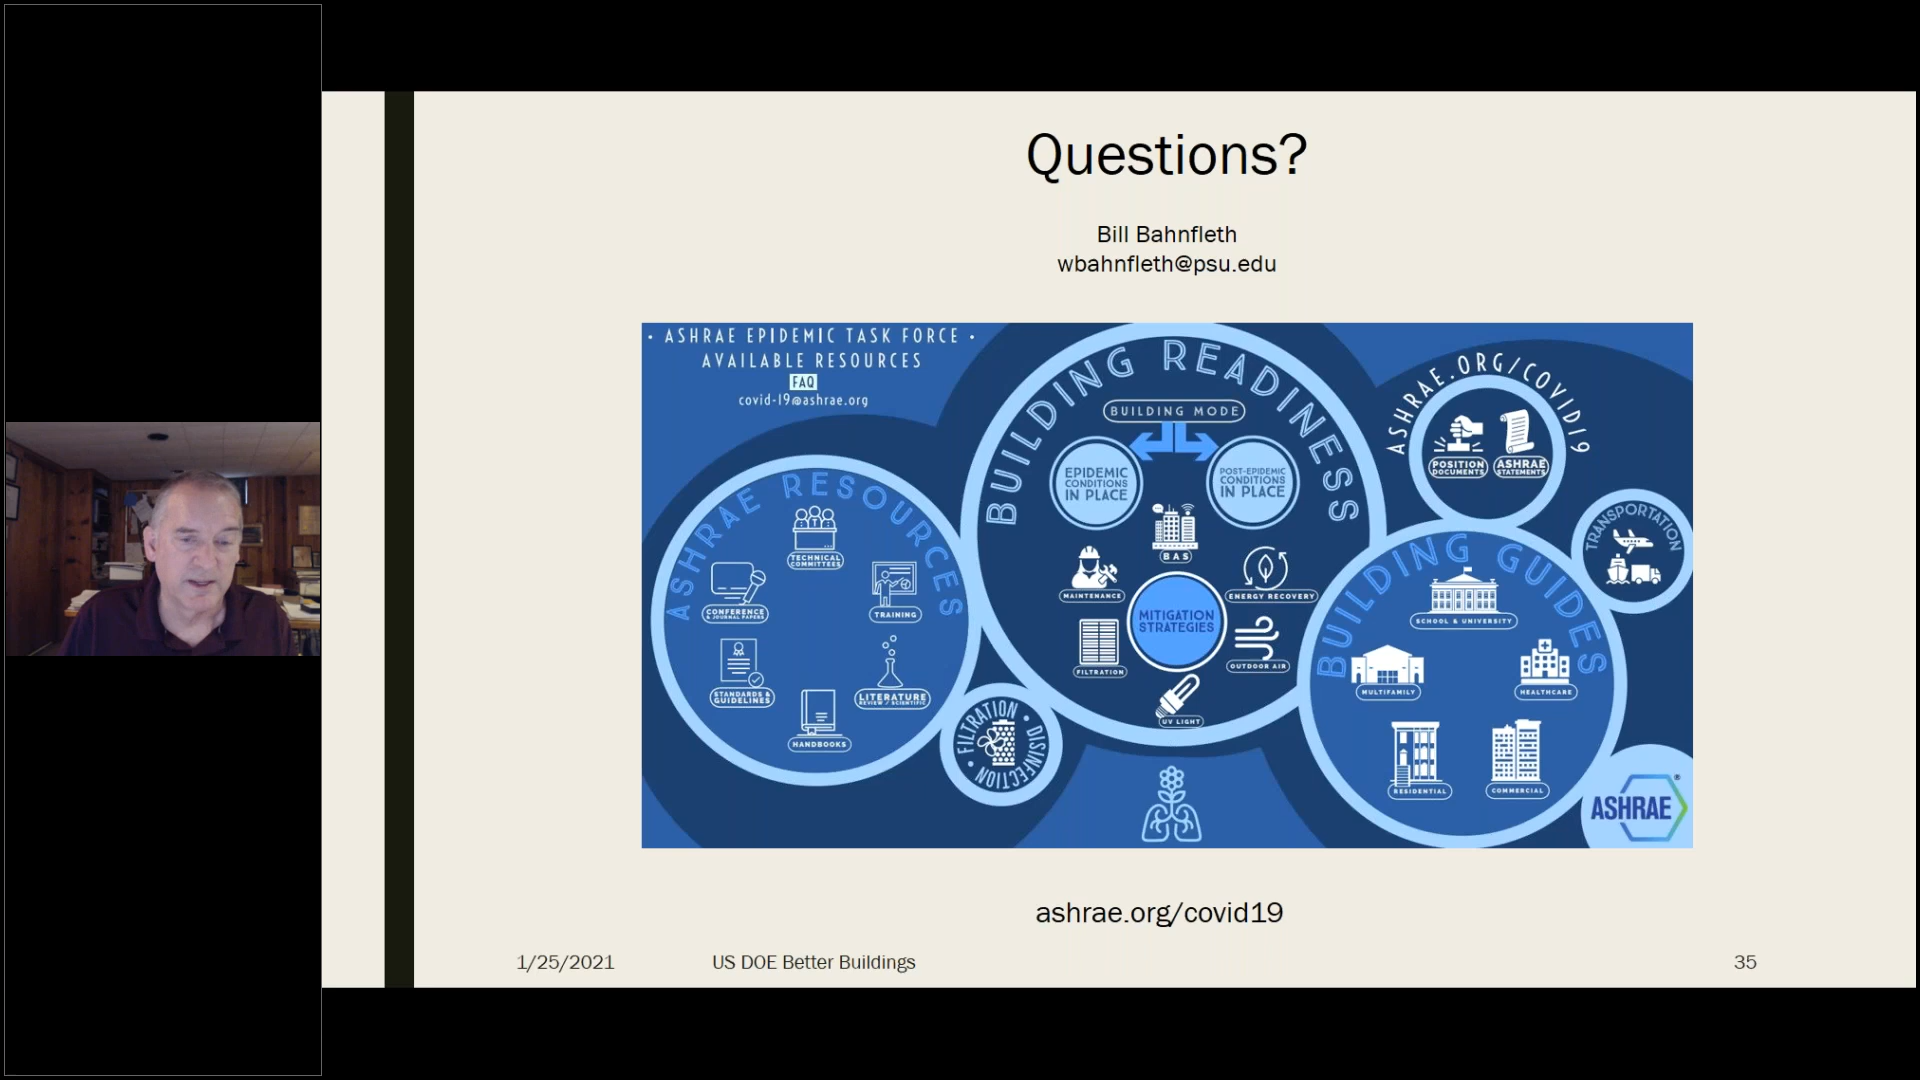 Questions?
Bill Bahnfleth
wbahnfleth@psu.edu
• ASHRAE EPIDEMIC TASK FORCE •
AVAILABLE RESOURCES
FAQ
covid-19@ashrae.org
ASHRAE RESOURCES
TECHNICAL
COMMITTEES
CONFERENCE
& JOURNAL PAPERS
TRAINING
STANDARDS &
GUIDELINES
LITERATURE
REVIEW / SCIENTIFIC
HANDBOOKS
FILTRATION • DISINFECTION •
BUILDING READINESS
BUILDING MODE
EPIDEMIC
CONDITIONS
IN PLACE
POST-EPIDEMIC
CONDITIONS
IN PLACE
BAS
MAINTENANCE
ENERGY RECOVERY
MITIGATION
STRATEGIES
FILTRATION
OUTDOOR AIR
UV LIGHT
ASHRAE.ORG/COVID19
POSITION
DOCUMENTS
ASHRAE
STATEMENTS
TRANSPORTATION
BUILDING GUIDES
SCHOOL & UNIVERSITY
MULTIFAMILY
HEALTHCARE
RESIDENTIAL
COMMERCIAL
ASHRAE®
ashrae.org/covid19
1/25/2021 US DOE Better Buildings 35